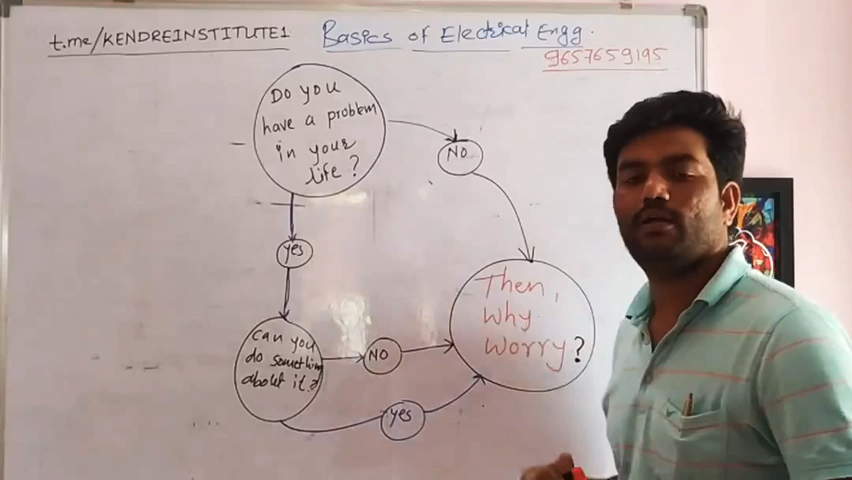 t.me/KENDREINSTITUTE1
Basics of Electrical Engg.
9657659195
Do you
have a problem
in your
life ?
NO
yes
Then,
Why
Worry?
Can you
do somethin
about it?
NO
yes